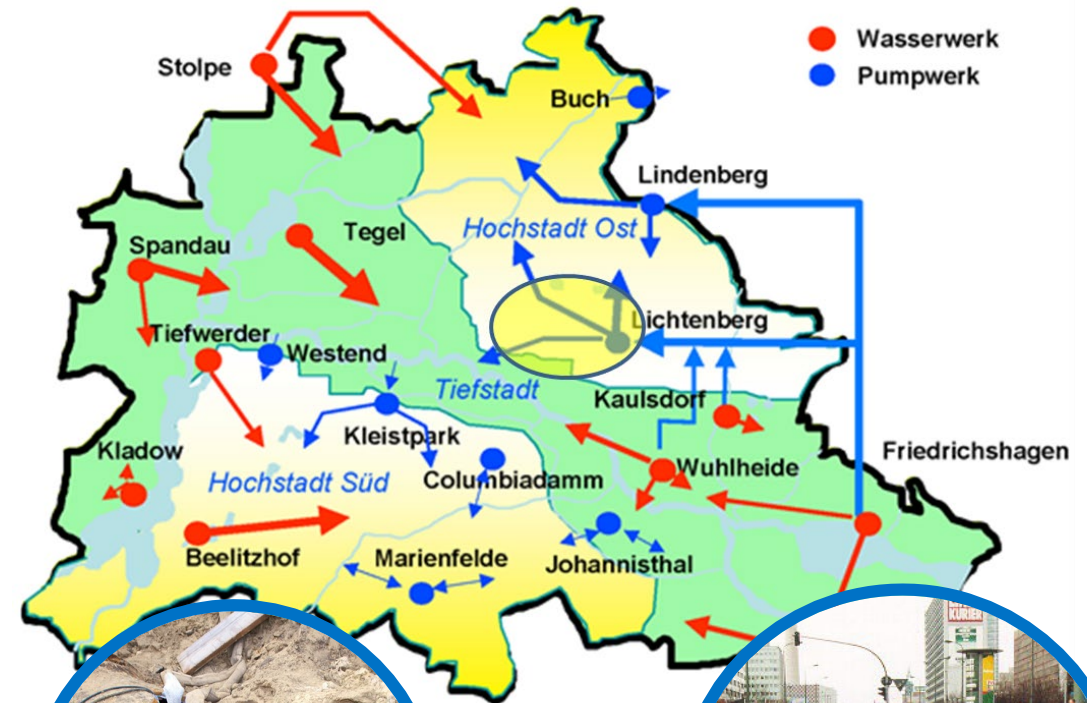 Wasserwerk
Pumpwerk
Stolpe
Buch
Lindenberg
Hochstadt Ost
Tegel
Spandau
Lichtenberg
Tiefwerder
Westend
Tiefstadt
Kaulsdorf
Kleistpark
Kladow
Friedrichshagen
Wuhlheide
Columbiadamm
Hochstadt Süd
Beelitzhof
Marienfelde
Johannisthal
KURIER